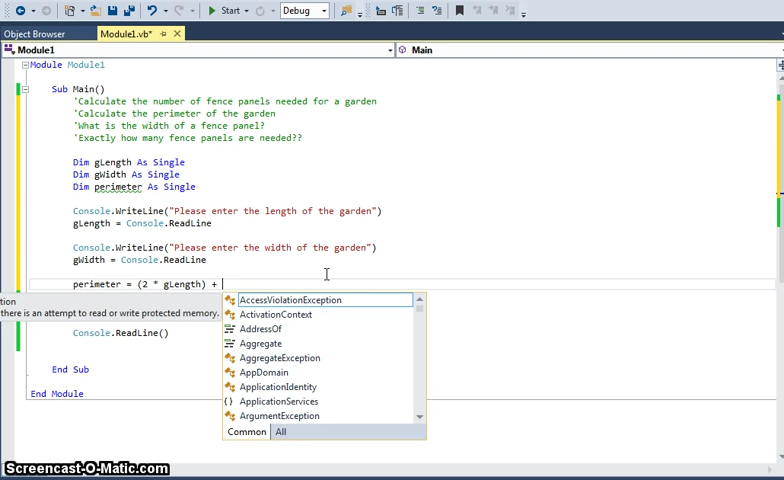 Start
Debug
Object Browser
Module1.vb*
Module1
Main
Module Module1
Sub Main()
'Calculate the number of fence panels needed for a garden
'Calculate the perimeter of the garden
'What is the width of a fence panel?
'Exactly how many fence panels are needed??
Dim gLength As Single
Dim gWidth As Single
Dim perimeter As Single
Console.WriteLine("Please enter the length of the garden")
gLength = Console.ReadLine
Console.WriteLine("Please enter the width of the garden")
gWidth = Console.ReadLine
perimeter = (2 * gLength) +
tion
there is an attempt to read or write protected memory.
AccessViolationException
ActivationContext
AddressOf
Aggregate
AggregateException
AppDomain
ApplicationIdentity
{ } ApplicationServices
ArgumentException
Common All
Console.ReadLine()
End Sub
End Module
Screencast-O-Matic.com